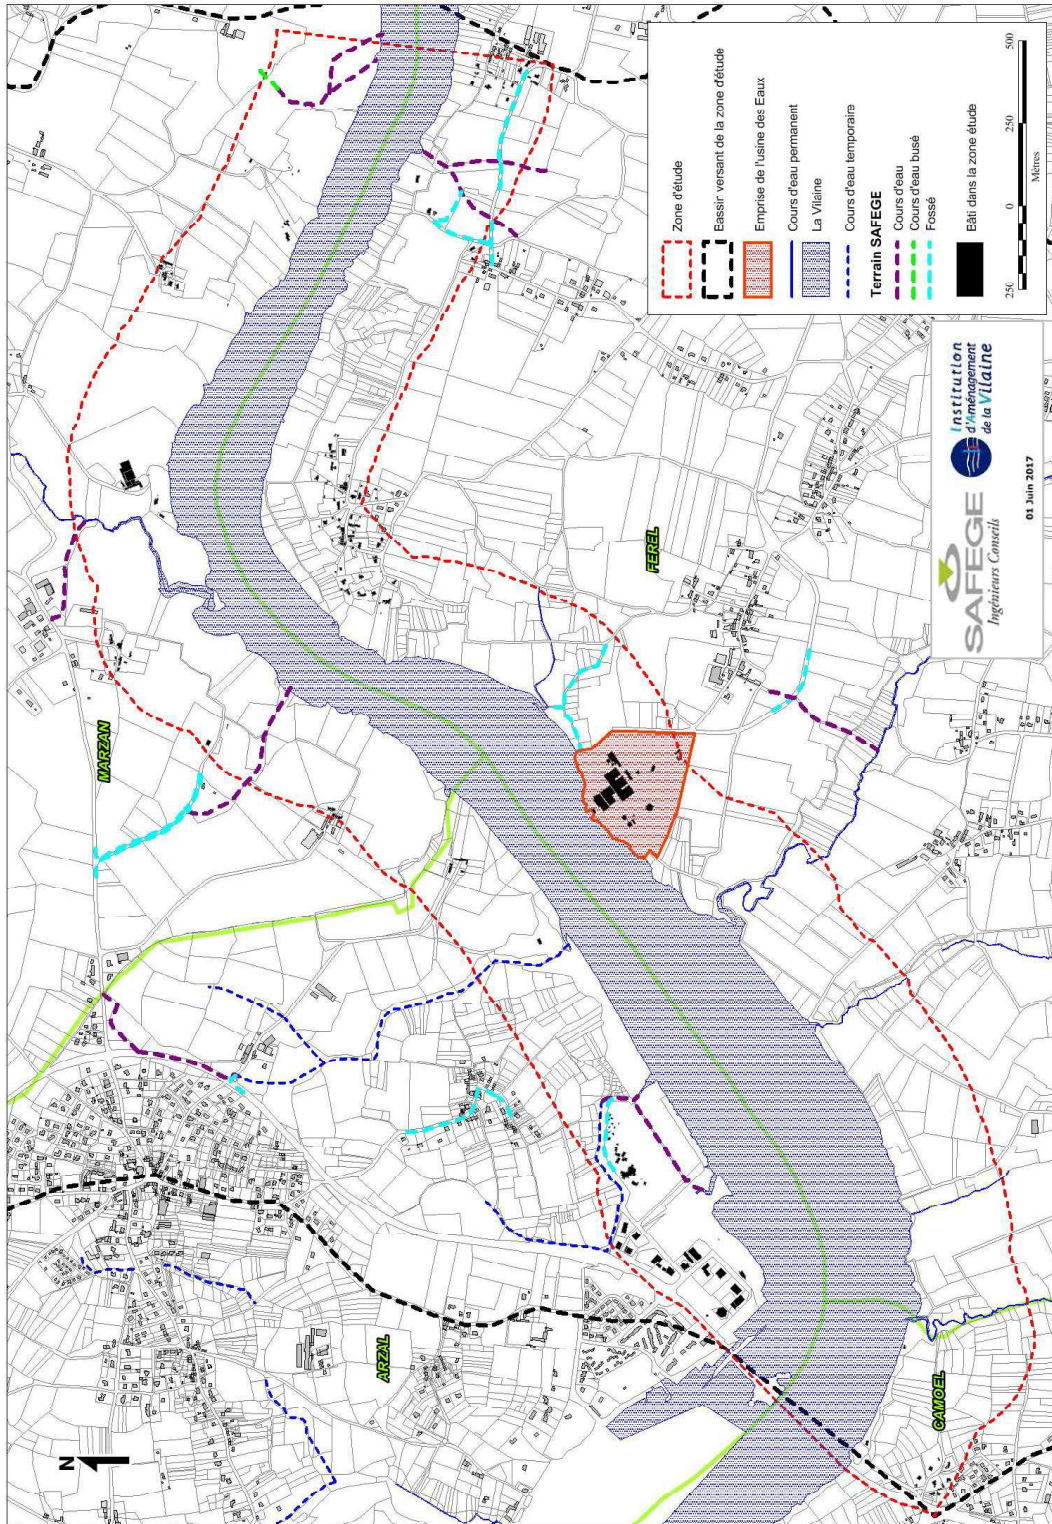 N
MARZAN
ARZAL
FEREL
CAMOEL
Zone d'étude
Bassir versant de la zone d'étude
Emprise de l'usine des Eaux
Cours d'eau permanent
La Vilaine
Cours d'eau temporaire
Terrain SAFEGE
Cours d'eau
Cours d'eau busé
Fossé
Bâti dans la zone étude
250 0 250 500
Mètres
SAFEGE
Ingénieurs Conseils
Institution
d'Aménagement
de la Vilaine
01 Juin 2017